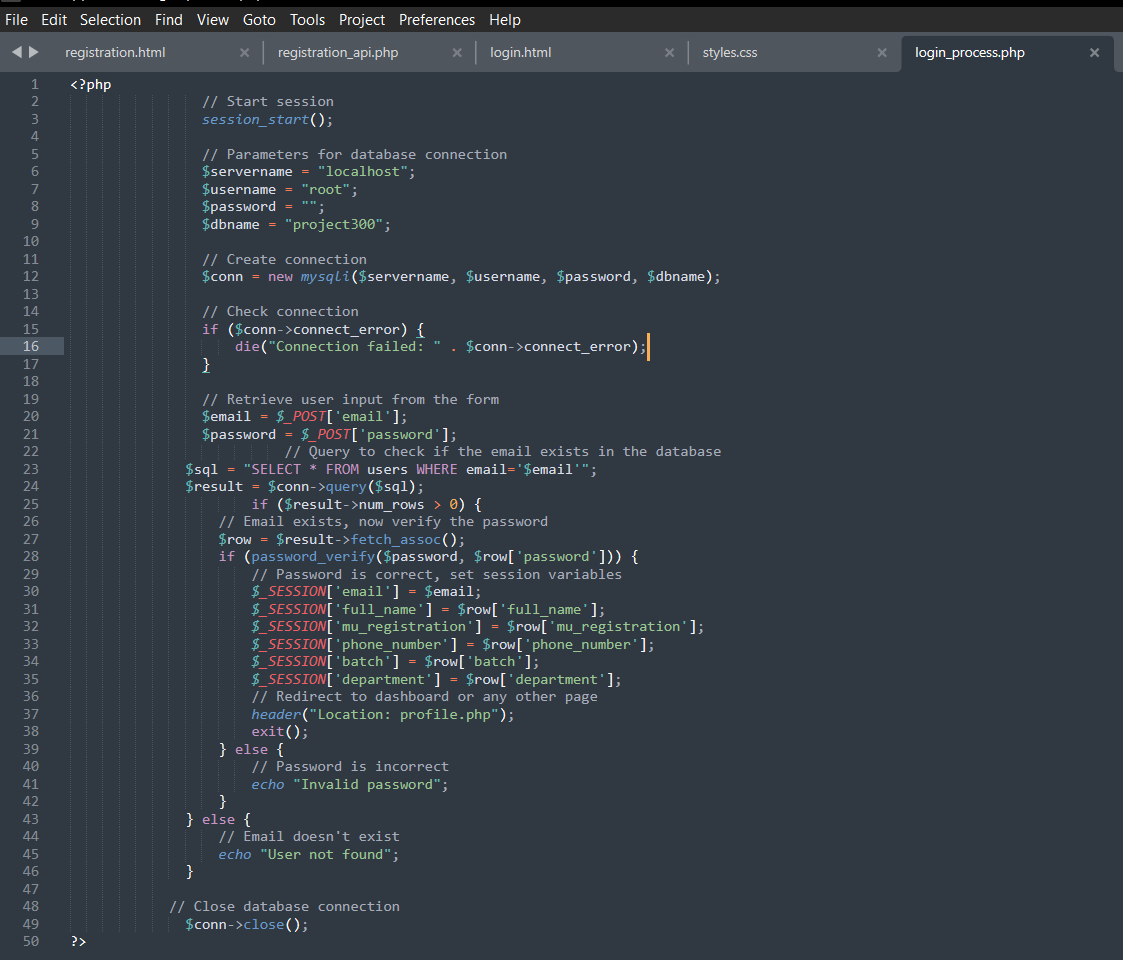 File Edit Selection Find View Goto Tools Project Preferences Help
registration.html × registration_api.php × login.html × styles.css × login_process.php ×
1 <?php
2 // Start session
3 session_start();
4
5 // Parameters for database connection
6 $servername = "localhost";
7 $username = "root";
8 $password = "";
9 $dbname = "project300";
10
11 // Create connection
12 $conn = new mysqli($servername, $username, $password, $dbname);
13
14 // Check connection
15 if ($conn->connect_error) {
16 die("Connection failed: " . $conn->connect_error);
17 }
18
19 // Retrieve user input from the form
20 $email = $_POST['email'];
21 $password = $_POST['password'];
22 // Query to check if the email exists in the database
23 $sql = "SELECT * FROM users WHERE email='$email'";
24 $result = $conn->query($sql);
25 if ($result->num_rows > 0) {
26 // Email exists, now verify the password
27 $row = $result->fetch_assoc();
28 if (password_verify($password, $row['password'])) {
29 // Password is correct, set session variables
30 $_SESSION['email'] = $email;
31 $_SESSION['full_name'] = $row['full_name'];
32 $_SESSION['mu_registration'] = $row['mu_registration'];
33 $_SESSION['phone_number'] = $row['phone_number'];
34 $_SESSION['batch'] = $row['batch'];
35 $_SESSION['department'] = $row['department'];
36 // Redirect to dashboard or any other page
37 header("Location: profile.php");
38 exit();
39 } else {
40 // Password is incorrect
41 echo "Invalid password";
42 }
43 } else {
44 // Email doesn't exist
45 echo "User not found";
46 }
47
48 // Close database connection
49 $conn->close();
50 ?>